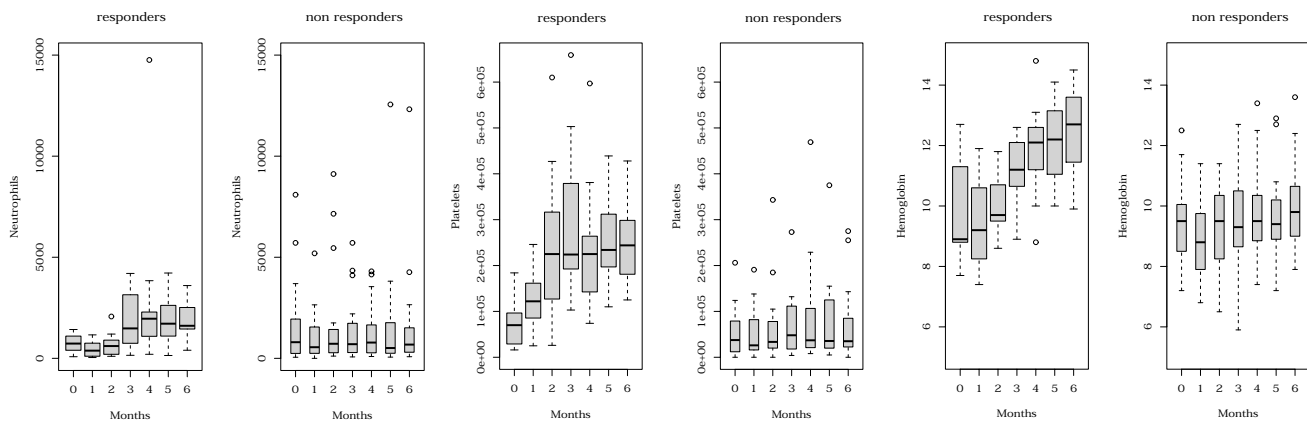 responders
Neutrophils
0
5000
10000
15000
0 1 2 3 4 5 6
Months
non responders
Neutrophils
0
5000
10000
15000
0 1 2 3 4 5 6
Months
responders
Platelets
0e+00
1e+05
2e+05
3e+05
4e+05
5e+05
6e+05
0 1 2 3 4 5 6
Months
non responders
Platelets
0e+00
1e+05
2e+05
3e+05
4e+05
5e+05
6e+05
0 1 2 3 4 5 6
Months
responders
Hemoglobin
6
8
10
12
14
0 1 2 3 4 5 6
Months
non responders
Hemoglobin
6
8
10
12
14
0 1 2 3 4 5 6
Months